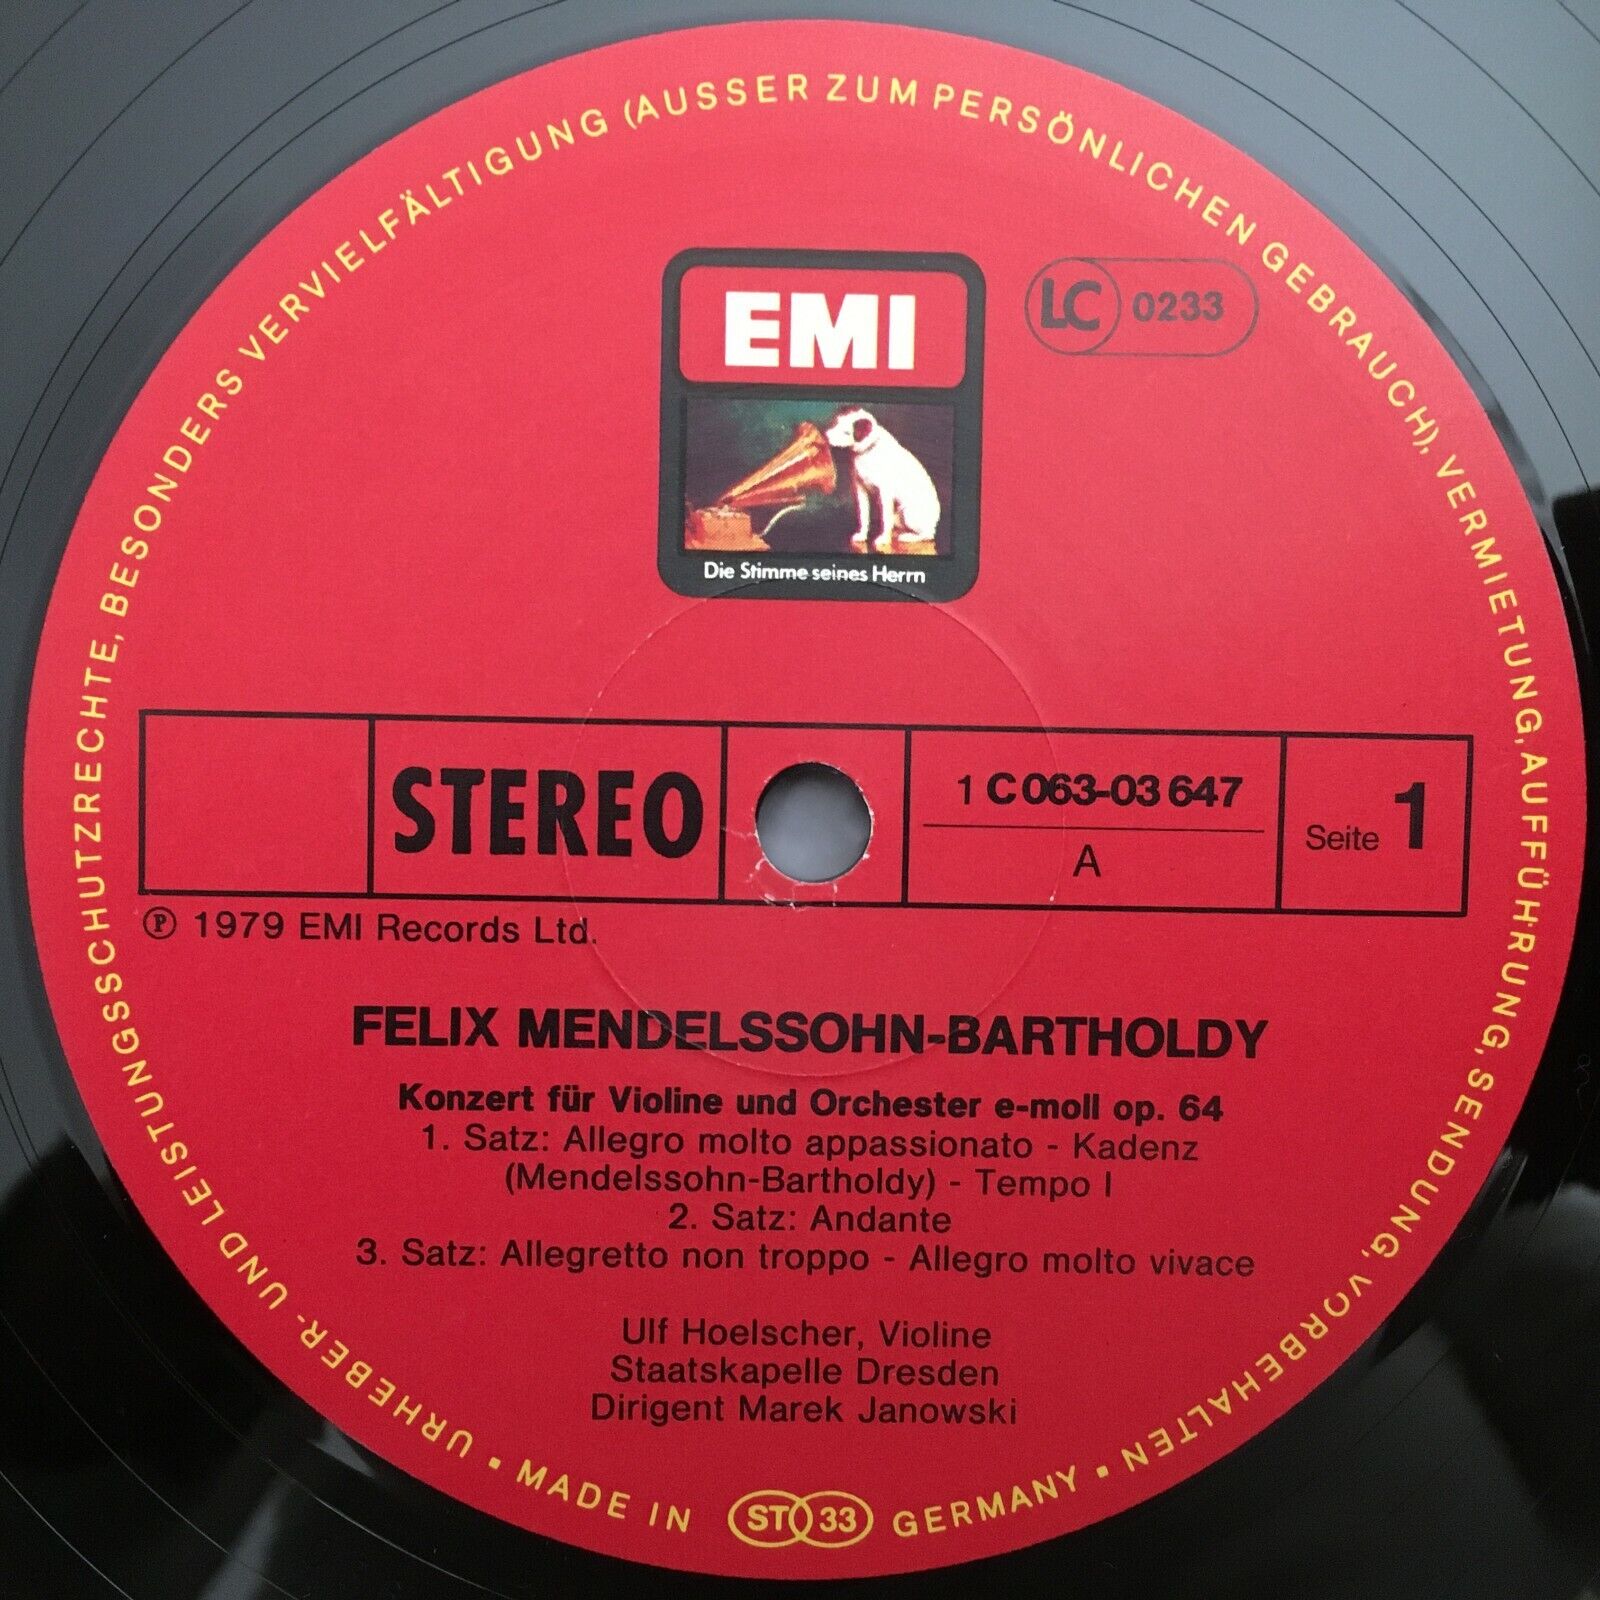 URHEBER- UND LEISTUNGSSCHUTZRECHTE, BESONDERS VERVIELFÄLTIGUNG (AUSSER ZUM PERSÖNLICHEN GEBRAUCH), VERMIETUNG, AUFFÜHRUNG, SENDUNG, VORBEHALTEN •
EMI
LC 0233
Die Stimme seines Herrn
STEREO
1 C 063-03 647
A
Seite 1
℗ 1979 EMI Records Ltd.
FELIX MENDELSSOHN-BARTHOLDY
Konzert für Violine und Orchester e-moll op. 64
1. Satz: Allegro molto appassionato - Kadenz
(Mendelssohn-Bartholdy) - Tempo I
2. Satz: Andante
3. Satz: Allegretto non troppo - Allegro molto vivace
Ulf Hoelscher, Violine
Staatskapelle Dresden
Dirigent Marek Janowski
• MADE IN ST 33 GERMANY